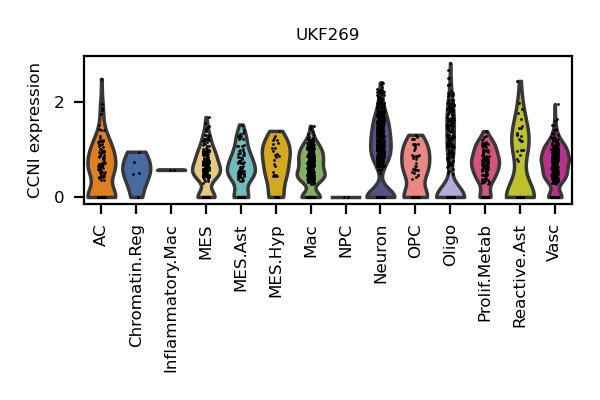 UKF269
CCNI expression
2
0
AC
Chromatin.Reg
Inflammatory.Mac
MES
MES.Ast
MES.Hyp
Mac
NPC
Neuron
OPC
Oligo
Prolif.Metab
Reactive.Ast
Vasc